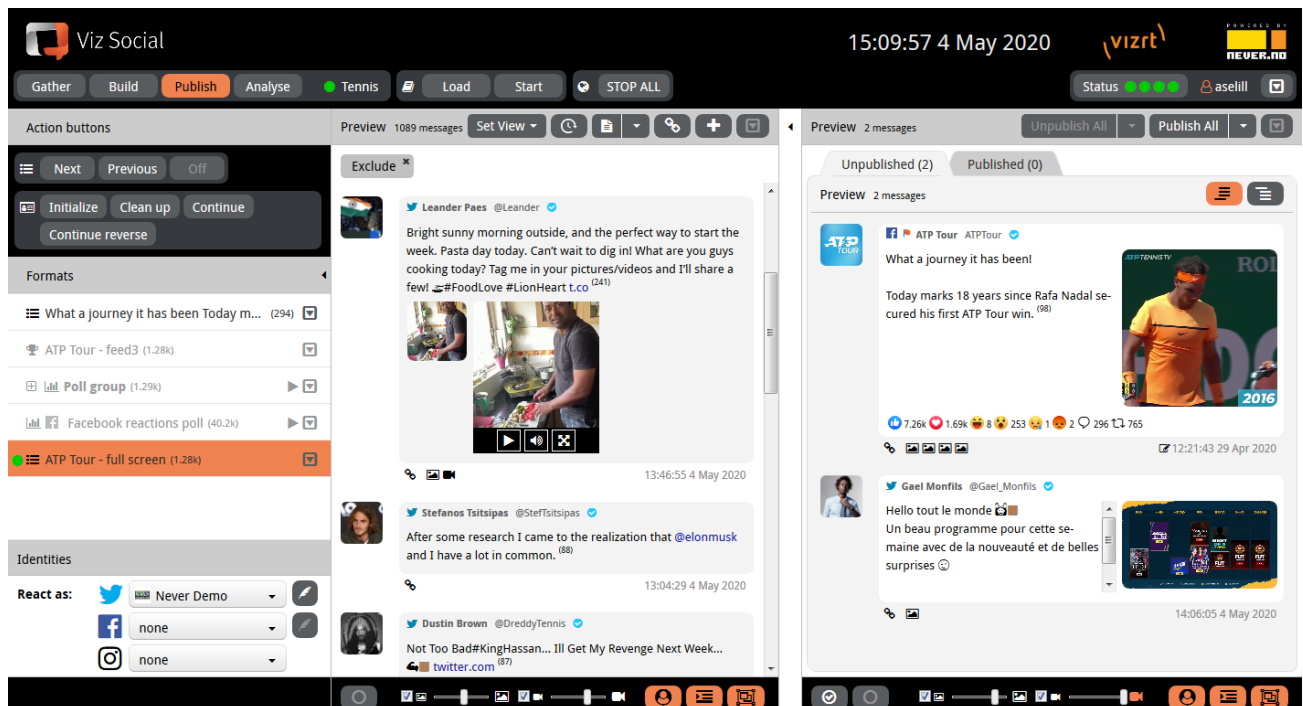 Viz Social
15:09:57 4 May 2020
vizrt
POWERED BY
never.no
Gather Build Publish Analyse Tennis Load Start STOP ALL
Status aselill
Action buttons
Next Previous Off
Initialize Clean up Continue
Continue reverse
Formats
What a journey it has been Today m... (294)
ATP Tour - feed3 (1.28k)
Poll group (1.29k)
Facebook reactions poll (40.2k)
ATP Tour - full screen (1.28k)
Identities
React as: Never Demo
none
none
Preview 1089 messages Set View
Exclude
Leander Paes @Leander
Bright sunny morning outside, and the perfect way to start the
week. Pasta day today. Can't wait to dig in! What are you guys
cooking today? Tag me in your pictures/videos and I'll share a
few! #FoodLove #LionHeart t.co (241)
13:46:55 4 May 2020
Stefanos Tsitsipas @StefTsitsipas
After some research I came to the realization that @elonmusk
and I have a lot in common. (88)
13:04:29 4 May 2020
Dustin Brown @DreddyTennis
Not Too Bad#KingHassan... Ill Get My Revenge Next Week...
twitter.com (87)
Preview 2 messages Unpublish All Publish All
Unpublished (2) Published (0)
Preview 2 messages
ATP TOUR
ATP Tour ATPTour
What a journey it has been!
Today marks 18 years since Rafa Nadal se-
cured his first ATP Tour win. (98)
ATPTENNISTV
ROL
2016
7.26k 1.69k 8 253 1 2 296 765
12:21:43 29 Apr 2020
Gael Monfils @Gael_Monfils
Hello tout le monde
Un beau programme pour cette se-
maine avec de la nouveauté et de belles
surprises
14:06:05 4 May 2020